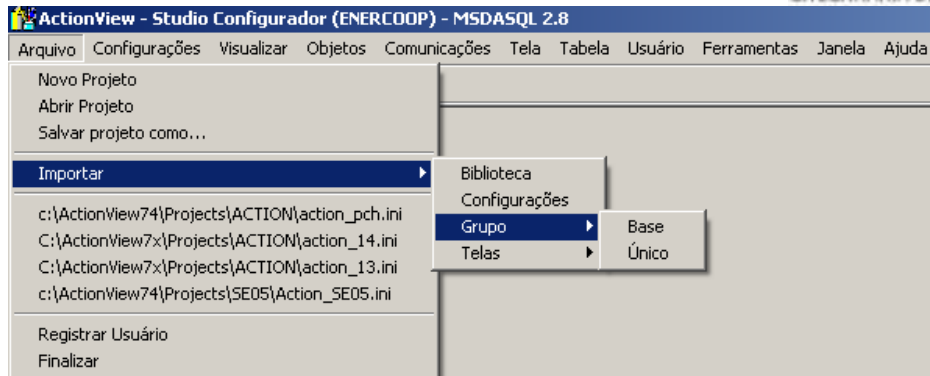 ActionView - Studio Configurador (ENERCOOP) - MSDASQL 2.8
Arquivo Configurações Visualizar Objetos Comunicações Tela Tabela Usuário Ferramentas Janela Ajuda
Novo Projeto
Abrir Projeto
Salvar projeto como...
Importar
Biblioteca
Configurações
Grupo
Telas
Base
Único
c:\ActionView74\Projects\ACTION\action_pch.ini
C:\ActionView7x\Projects\ACTION\action_14.ini
C:\ActionView7x\Projects\ACTION\action_13.ini
c:\ActionView74\Projects\SE05\Action_SE05.ini
Registrar Usuário
Finalizar